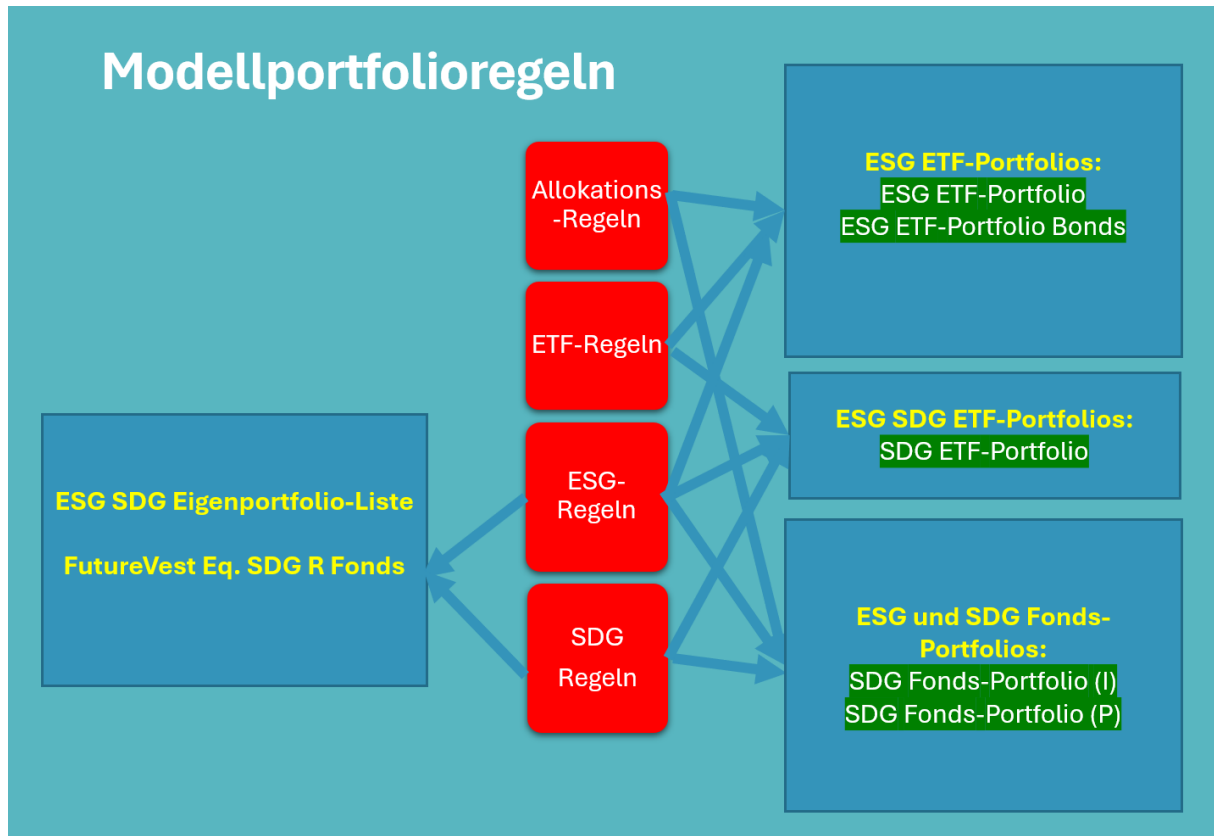 Modellportfolioregeln
Allokations
-Regeln
ETF-Regeln
ESG-
Regeln
SDG
Regeln
ESG SDG Eigenportfolio-Liste
FutureVest Eq. SDG R Fonds
ESG ETF-Portfolios:
ESG ETF-Portfolio
ESG ETF-Portfolio Bonds
ESG SDG ETF-Portfolios:
SDG ETF-Portfolio
ESG und SDG Fonds-
Portfolios:
SDG Fonds-Portfolio (I)
SDG Fonds-Portfolio (P)